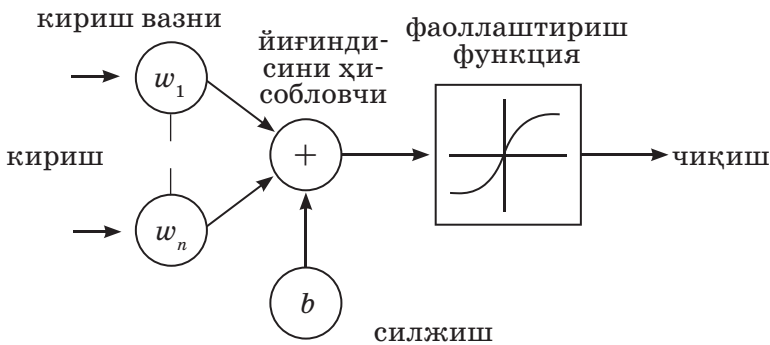 кириш вазни
w1
йиғинди-
сини ҳи-
собловчи
фаоллаштириш
функция
кириш
+
чиқиш
wn
b
силжиш